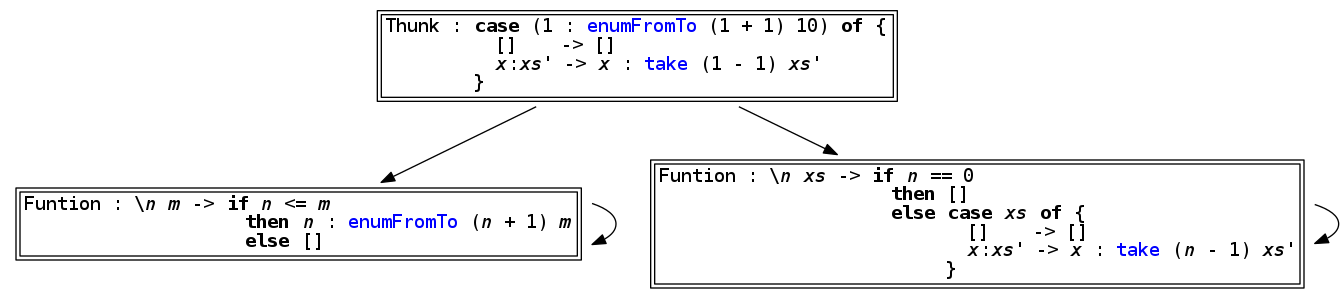 Thunk : case (1 : enumFromTo (1 + 1) 10) of {
[] -> []
x:xs' -> x : take (1 - 1) xs'
}
Funtion : \n m -> if n <= m
then n : enumFromTo (n + 1) m
else []
Funtion : \n xs -> if n == 0
then []
else case xs of {
[] -> []
x:xs' -> x : take (n - 1) xs'
}